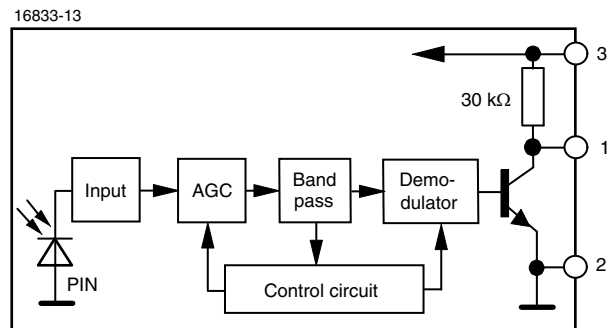 16833-13
3
30 kΩ
1
Input
AGC
Band
pass
Demo-
dulator
2
PIN
Control circuit